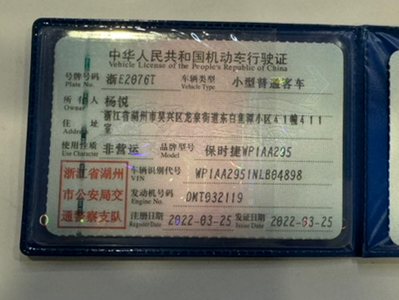 中华人民共和国机动车行驶证
Vehicle License of the People's Republic of China
号牌号码 浙E2076T 车辆类型 小型普通客车
Plate No. Vehicle Type
所有人 杨悦
Owner
住址 浙江省湖州市吴兴区龙泉街道东白鱼潭小区411幢411室
Address
使用性质 非营运 品牌型号 保时捷WP1AA295
Use Character Model
浙江省湖州市公安局交通警察支队
车辆识别代号 WP1AA2951NLB04898
VIN
发动机号码 DMT032119
Engine No.
注册日期 2022-03-25 发证日期 2022-03-25
Register Date Issue Date